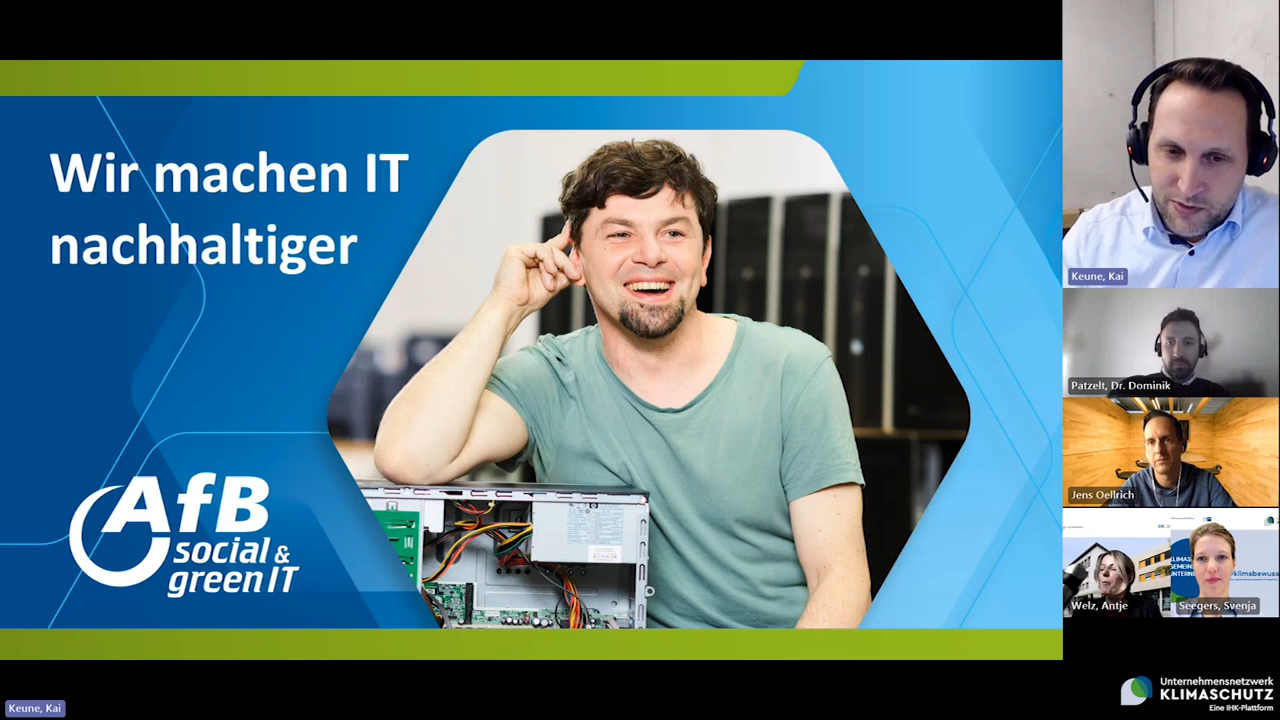 Wir machen IT
nachhaltiger
AfB
social &
green IT
Keune, Kai
Keune, Kai
Patzelt, Dr. Dominik
Jens Oellrich
Welz, Antje
Seegers, Svenja
#klimabewuss
Unternehmensnetzwerk
KLIMASCHUTZ
Eine IHK-Plattform